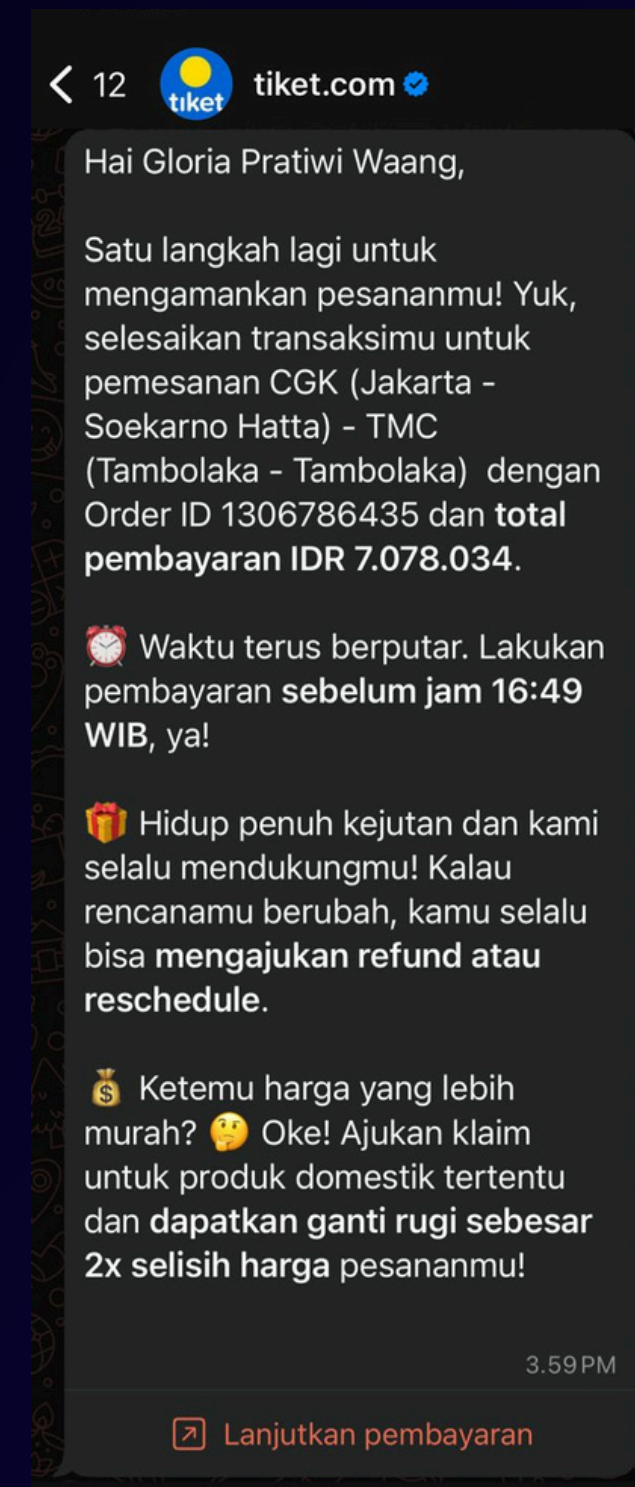 12
tiket
tiket.com
Hai Gloria Pratiwi Waang,
Satu langkah lagi untuk
mengamankan pesananmu! Yuk,
selesaikan transaksimu untuk
pemesanan CGK (Jakarta -
Soekarno Hatta) - TMC
(Tambolaka - Tambolaka)  dengan
Order ID 1306786435 dan total
pembayaran IDR 7.078.034.
⏰ Waktu terus berputar. Lakukan
pembayaran sebelum jam 16:49
WIB, ya!
🎁 Hidup penuh kejutan dan kami
selalu mendukungmu! Kalau
rencanamu berubah, kamu selalu
bisa mengajukan refund atau
reschedule.
💰 Ketemu harga yang lebih
murah? 🤔 Oke! Ajukan klaim
untuk produk domestik tertentu
dan dapatkan ganti rugi sebesar
2x selisih harga pesananmu!
3.59 PM
Lanjutkan pembayaran